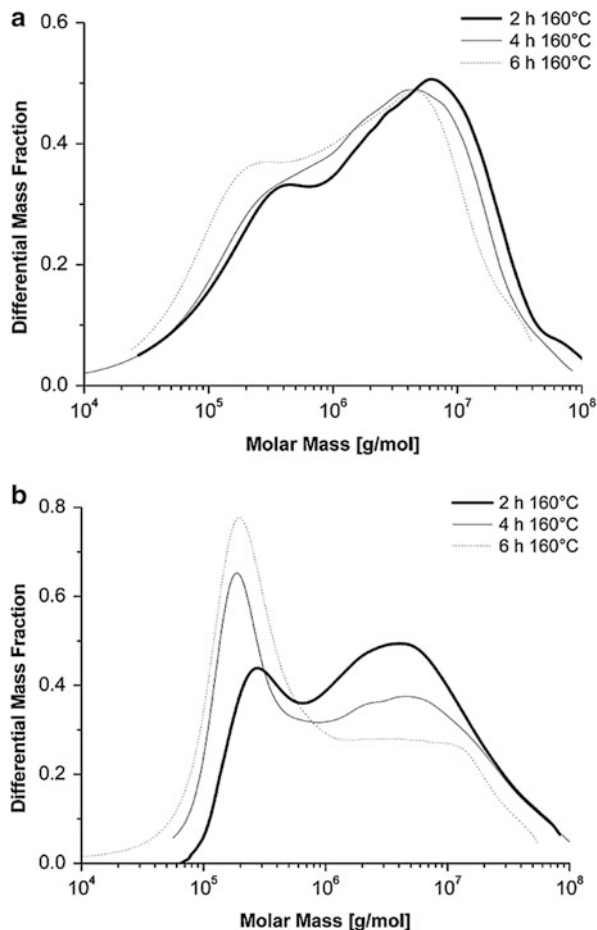 a
0.6
2 h 160°C
4 h 160°C
6 h 160°C
0.4
Differential Mass Fraction
0.2
0.0
10⁴ 10⁵ 10⁶ 10⁷ 10⁸
Molar Mass [g/mol]
b
0.8
2 h 160°C
4 h 160°C
6 h 160°C
0.6
Differential Mass Fraction
0.4
0.2
0.0
10⁴ 10⁵ 10⁶ 10⁷ 10⁸
Molar Mass [g/mol]